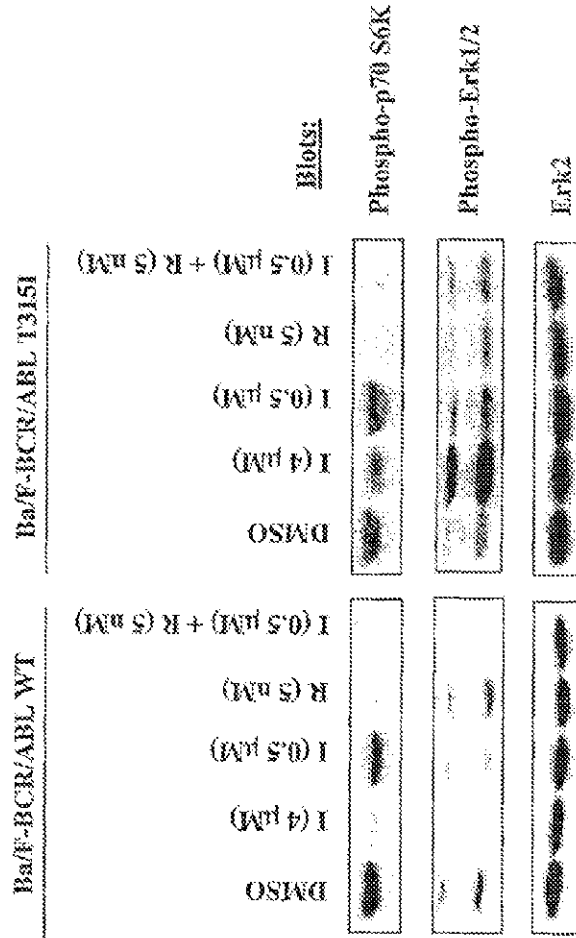 Ba/F-BCR/ABL WT
Ba/F-BCR/ABL T315I
DMSO
I (4 µM)
I (0.5 µM)
R (5 nM)
I (0.5 µM) + R (5 nM)
DMSO
I (4 µM)
I (0.5 µM)
R (5 nM)
I (0.5 µM) + R (5 nM)
Blots:
Phospho-p70 S6K
Phospho-Erk1/2
Erk2